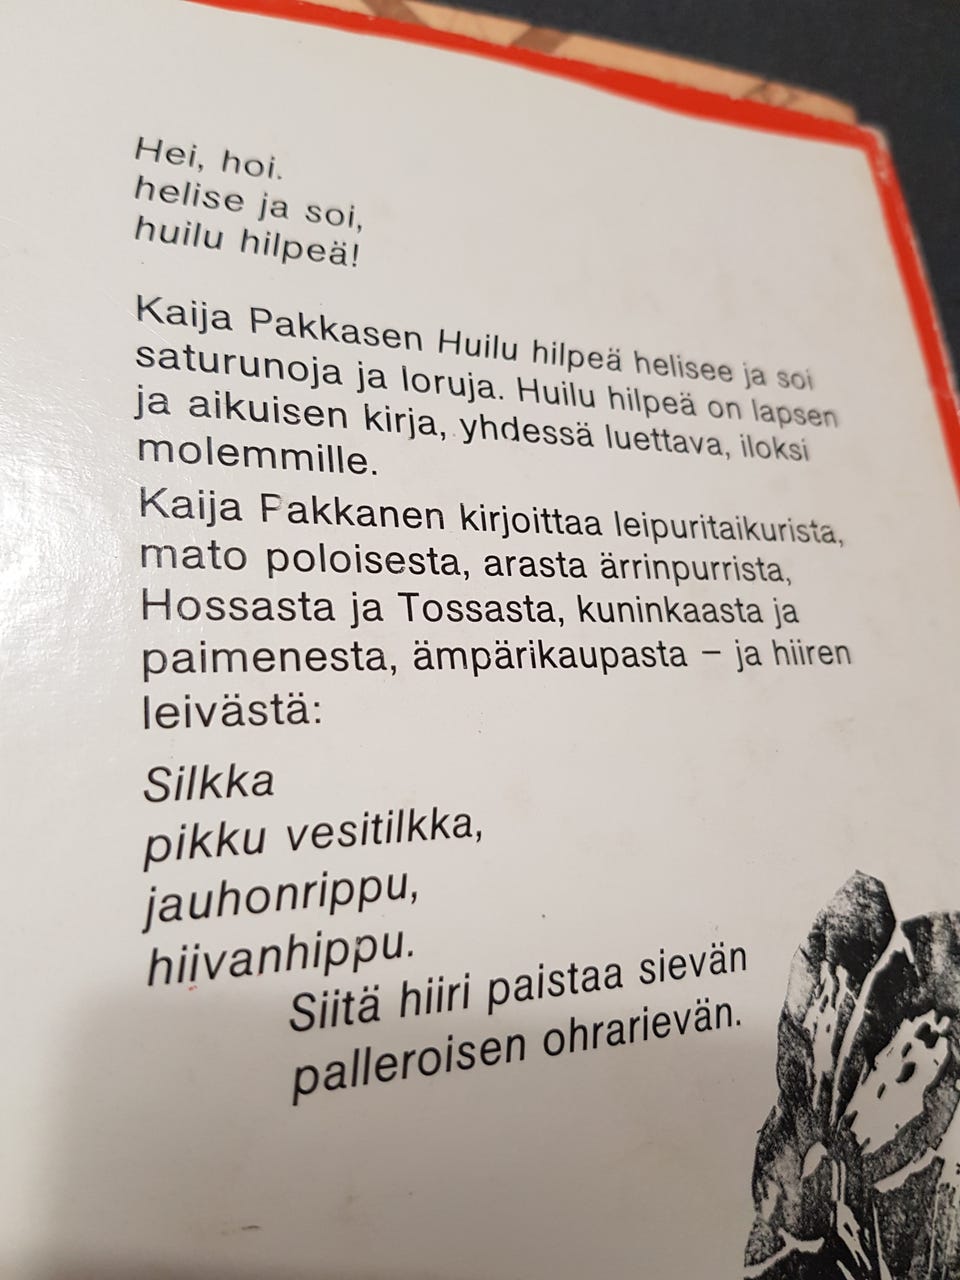 Hei, hoi.
helise ja soi,
huilu hilpeä!
Kaija Pakkasen Huilu hilpeä helisee ja soi
saturunoja ja loruja. Huilu hilpeä on lapsen
ja aikuisen kirja, yhdessä luettava, iloksi
molemmille.
Kaija Pakkanen kirjoittaa leipuritaikurista,
mato poloisesta, arasta ärrinpurrista,
Hossasta ja Tossasta, kuninkaasta ja
paimenesta, ämpärikaupasta – ja hiiren
leivästä:
Silkka
pikku vesitilkka,
jauhonrippu,
hiivanhippu.
Siitä hiiri paistaa sievän
palleroisen ohrarievän.